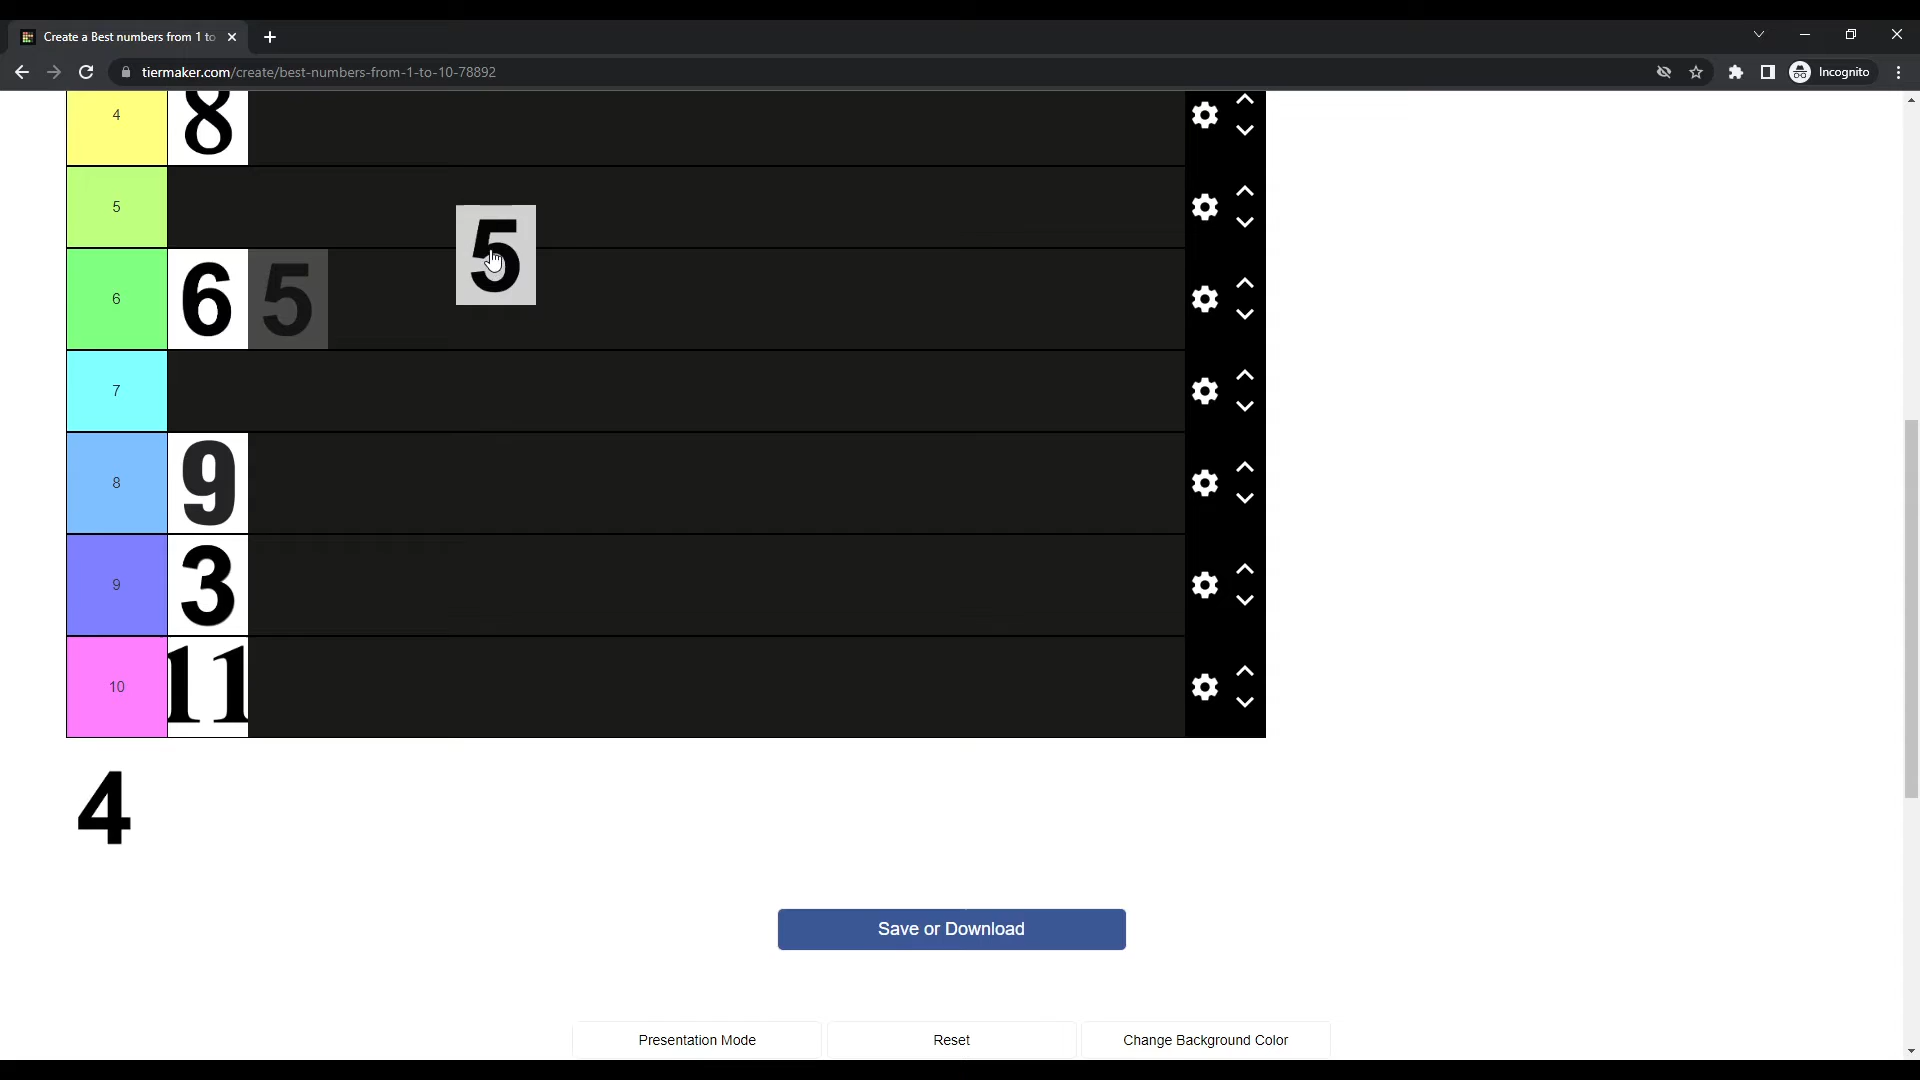 Create a Best numbers from 1 to
tiermaker.com/create/best-numbers-from-1-to-10-78892
Incognito
4
8
5
5
6
6
5
7
8
9
9
3
10
11
4
Save or Download
Presentation Mode
Reset
Change Background Color